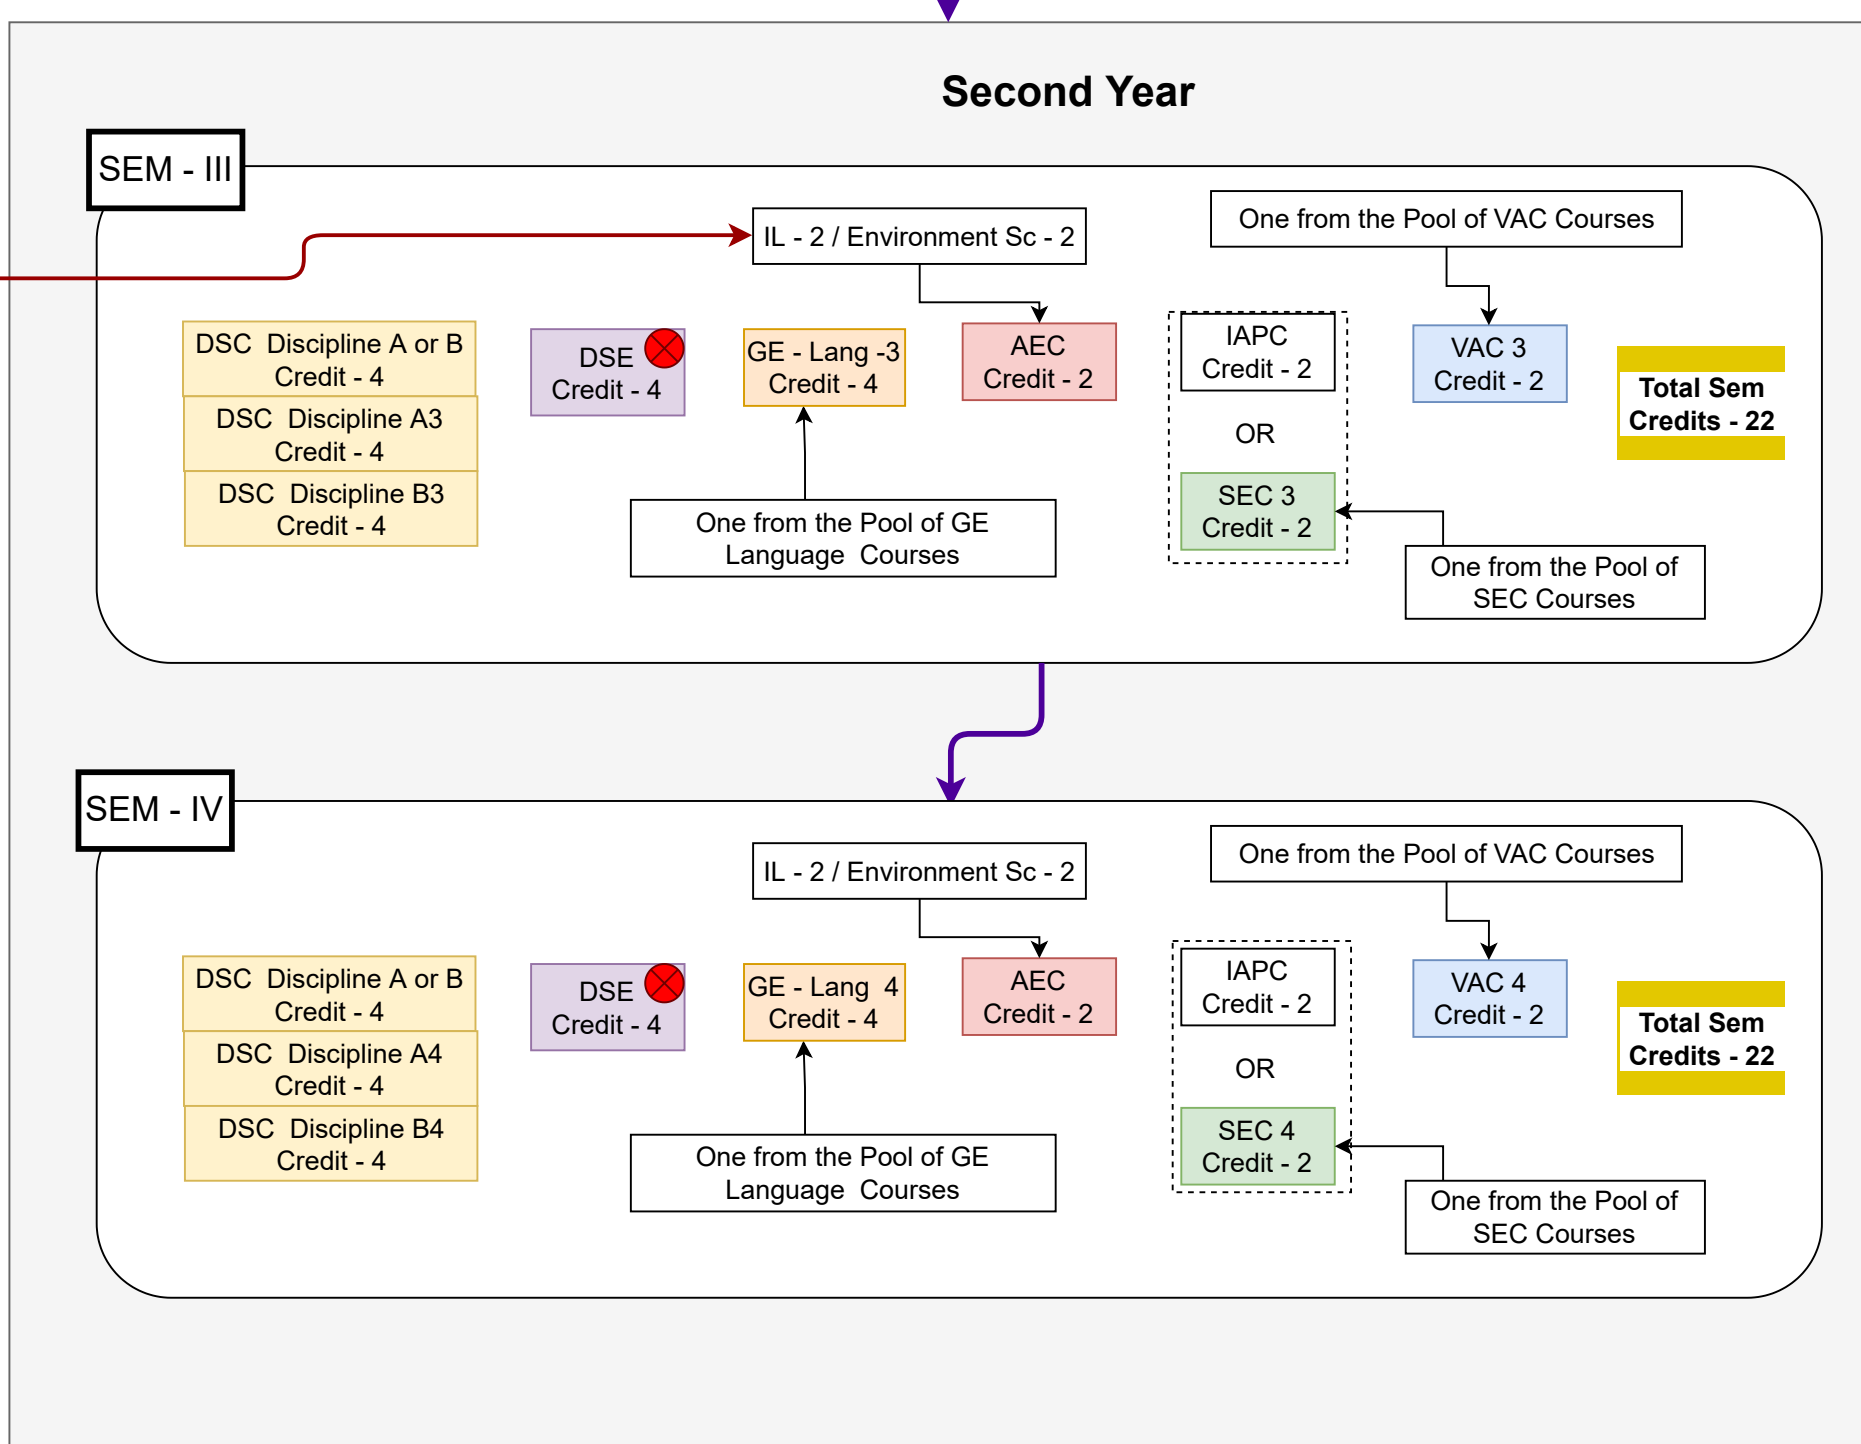 Second Year
SEM - III
IL - 2 / Environment Sc - 2
One from the Pool of VAC Courses
DSC  Discipline A or B
Credit - 4
DSC  Discipline A3
Credit - 4
DSC  Discipline B3
Credit - 4
DSE
Credit - 4
GE - Lang -3
Credit - 4
AEC
Credit - 2
IAPC
Credit - 2
OR
SEC 3
Credit - 2
VAC 3
Credit - 2
Total Sem
Credits - 22
One from the Pool of GE
Language  Courses
One from the Pool of
SEC Courses
SEM - IV
IL - 2 / Environment Sc - 2
One from the Pool of VAC Courses
DSC  Discipline A or B
Credit - 4
DSC  Discipline A4
Credit - 4
DSC  Discipline B4
Credit - 4
DSE
Credit - 4
GE - Lang  4
Credit - 4
AEC
Credit - 2
IAPC
Credit - 2
OR
SEC 4
Credit - 2
VAC 4
Credit - 2
Total Sem
Credits - 22
One from the Pool of GE
Language  Courses
One from the Pool of
SEC Courses